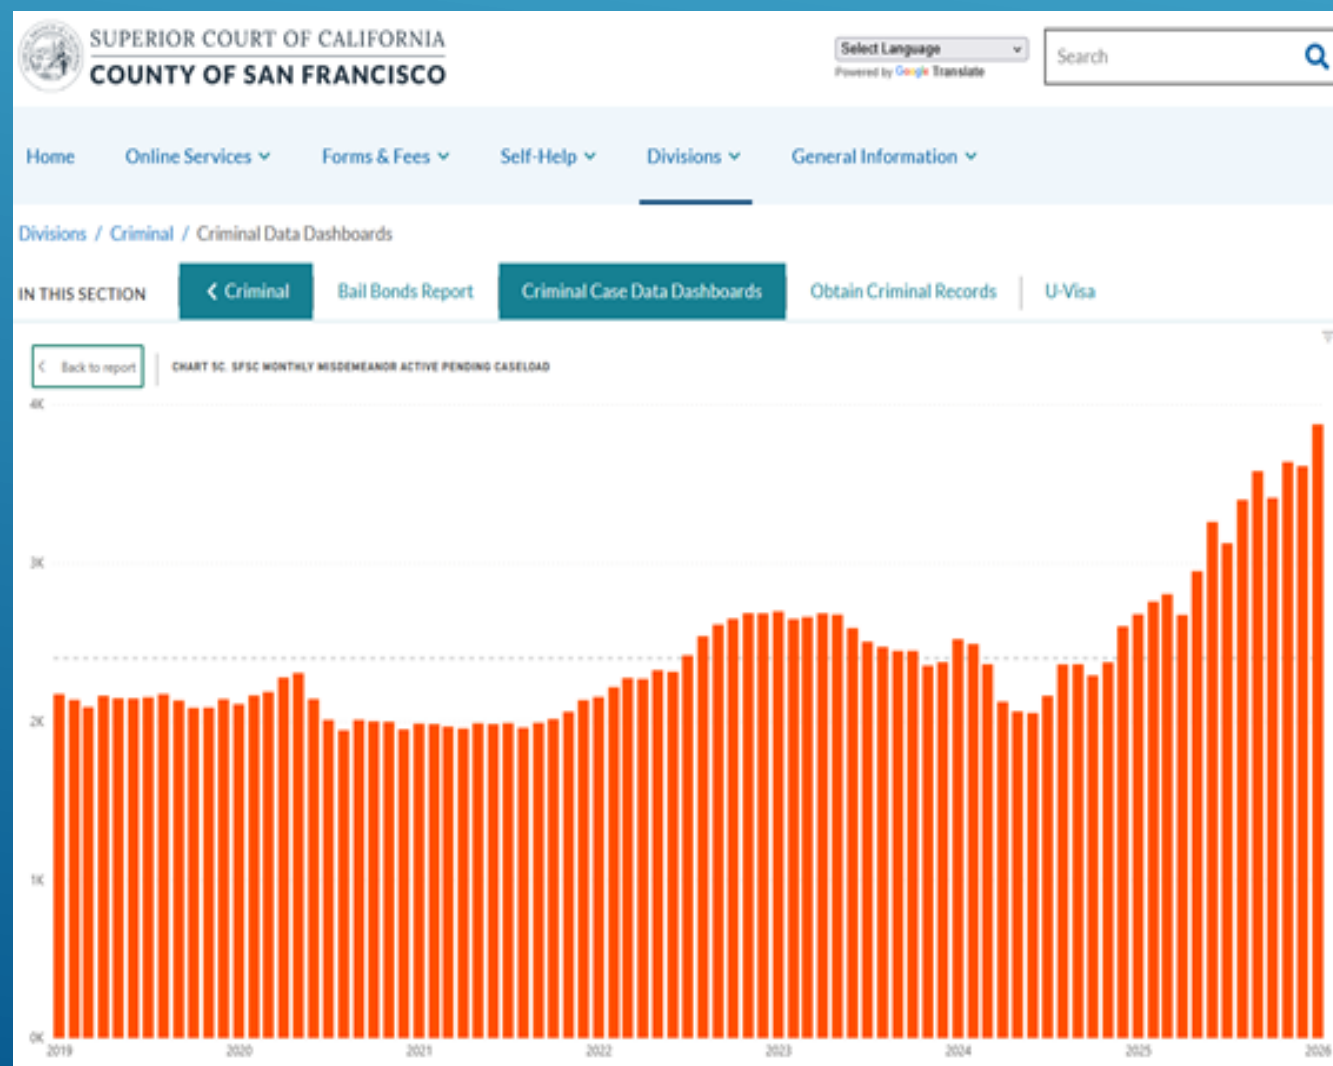 SUPERIOR COURT OF CALIFORNIA
COUNTY OF SAN FRANCISCO
Select Language
Powered by Google Translate
Search
Home Online Services Forms & Fees Self-Help Divisions General Information
Divisions / Criminal / Criminal Data Dashboards
IN THIS SECTION Criminal Bail Bonds Report Criminal Case Data Dashboards Obtain Criminal Records U-Visa
Back to report CHART 5C. SFSC MONTHLY MISDEMEANOR ACTIVE PENDING CASELOAD
4K
3K
2K
1K
0K
2019 2020 2021 2022 2023 2024 2025 2026